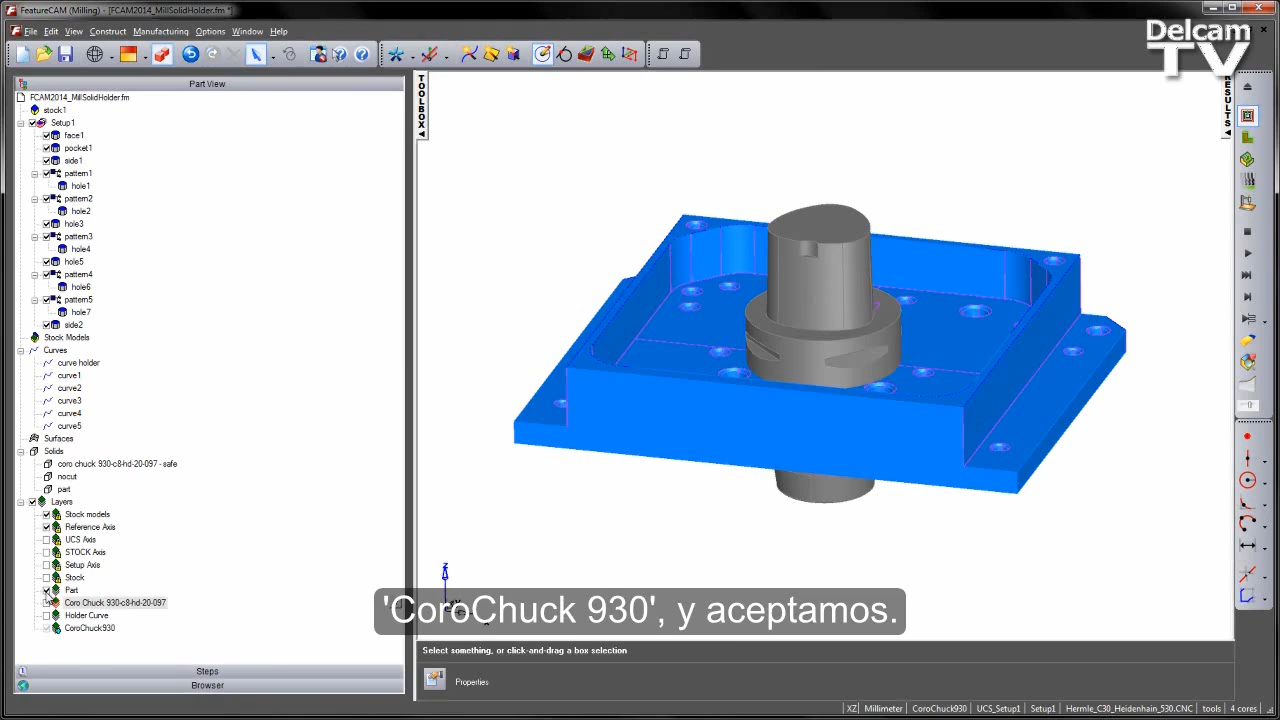 FeatureCAM (Milling) - [FCAM2014_MillSolidHolder.fm *]
File Edit View Construct Manufacturing Options Window Help
Delcam
TV
Part View
TOOLBOX
RESULTS
FCAM2014_MillSolidHolder.fm
stock1
Setup1
face1
pocket1
side1
pattern1
hole1
pattern2
hole2
hole3
pattern3
hole4
hole5
pattern4
hole6
pattern5
hole7
side2
Stock Models
Curves
curve holder
curve1
curve2
curve3
curve4
curve5
Surfaces
Solids
coro chuck 930-c8-hd-20-097 - safe
nocut
part
Layers
Stock models
Reference Axis
UCS Axis
STOCK Axis
Setup Axis
Stock
Part
Coro Chuck 930-c8-hd-20-097
Holder Curve
CoroChuck930
Z
'CoroChuck 930', y aceptamos.
Select something, or click-and-drag a box selection
Properties
Steps
Browser
XZ Millimeter CoroChuck930 UCS_Setup1 Setup1 Hermle_C30_Heidenhain_530.CNC tools 4 cores